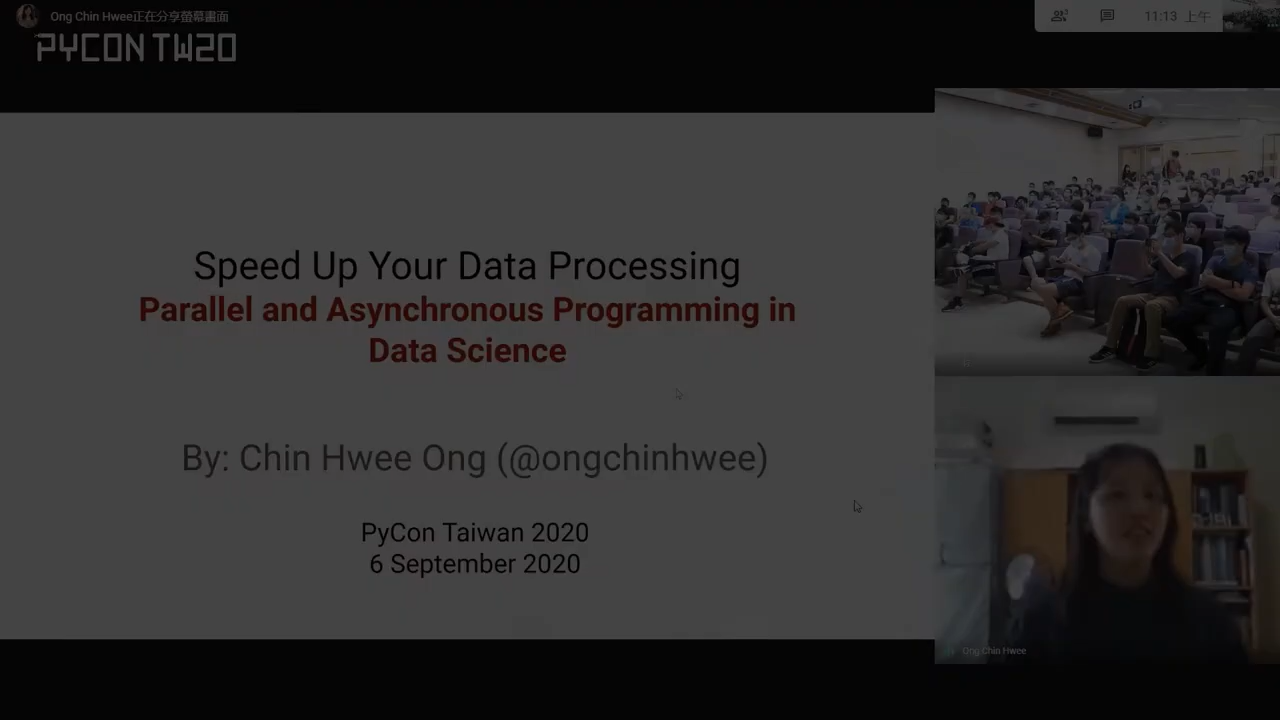 Ong Chin Hwee正在分享螢幕畫面
PYCON TW20
11:13 上午
Speed Up Your Data Processing
Parallel and Asynchronous Programming in
Data Science
By: Chin Hwee Ong (@ongchinhwee)
PyCon Taiwan 2020
6 September 2020
Ong Chin Hwee